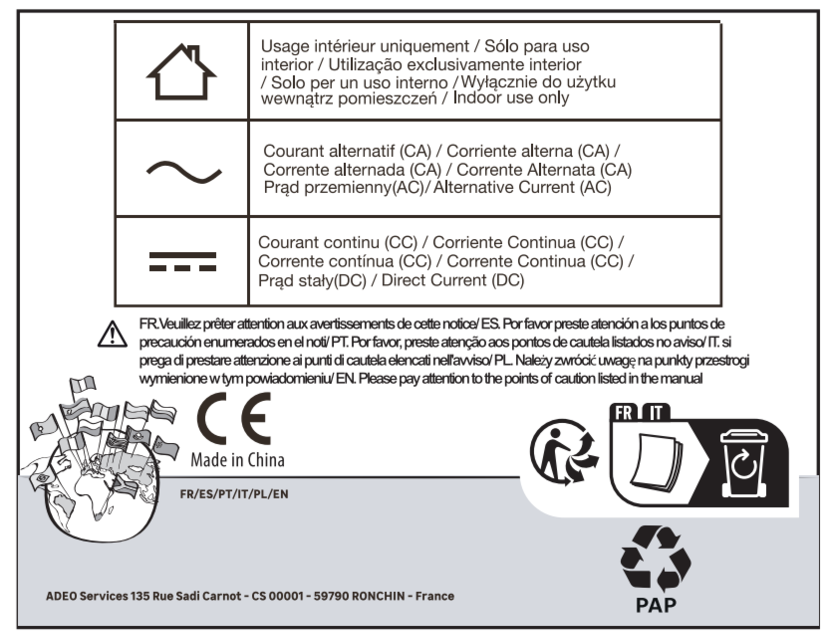 Usage intérieur uniquement / Sólo para uso
interior / Utilização exclusivamente interior
/ Solo per un uso interno / Wyłącznie do użytku
wewnątrz pomieszczeń / Indoor use only
Courant alternatif (CA) / Corriente alterna (CA) /
Corrente alternada (CA) / Corrente Alternata (CA)
Prąd przemienny(AC)/ Alternative Current (AC)
Courant continu (CC) / Corriente Continua (CC) /
Corrente contínua (CC) / Corrente Continua (CC) /
Prąd stały(DC) / Direct Current (DC)
FR.Veuillez prêter attention aux avertissements de cette notice/ ES. Por favor preste atención a los puntos de
precaución enumerados en el noti/ PT. Por favor, preste atenção aos pontos de cautela listados no aviso/ IT. si
prega di prestare attenzione ai punti di cautela elencati nell'avviso/ PL. Należy zwrócić uwagę na punkty przestrogi
wymienione w tym powiadomieniu/ EN. Please pay attention to the points of caution listed in the manual
CE
Made in China
FR IT
FR/ES/PT/IT/PL/EN
ADEO Services 135 Rue Sadi Carnot - CS 00001 - 59790 RONCHIN - France
PAP